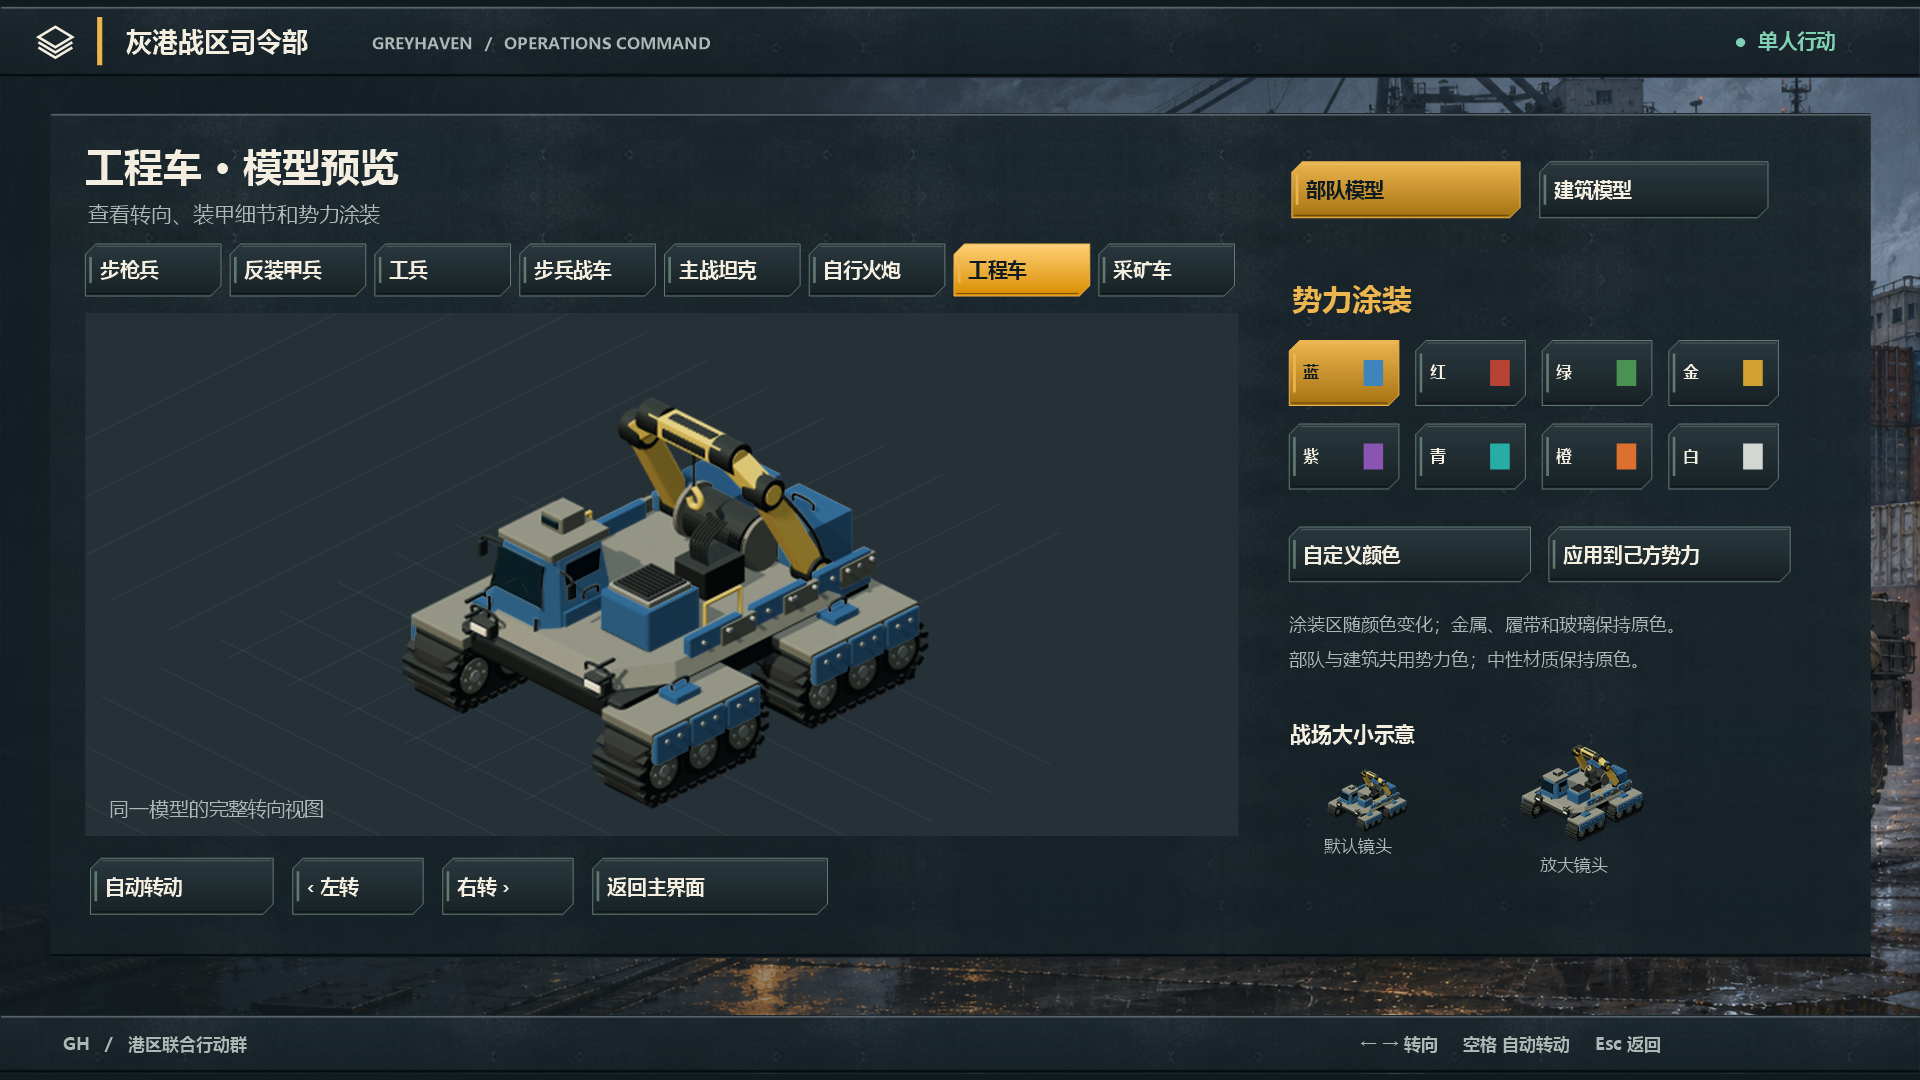 灰港战区司令部
GREYHAVEN / OPERATIONS COMMAND
单人行动
工程车·模型预览
查看转向、装甲细节和势力涂装
部队模型
建筑模型
步枪兵
反装甲兵
工兵
步兵战车
主战坦克
自行火炮
工程车
采矿车
势力涂装
蓝
红
绿
金
紫
青
橙
白
自定义颜色
应用到己方势力
涂装区随颜色变化；金属、履带和玻璃保持原色。
部队与建筑共用势力色；中性材质保持原色。
战场大小示意
默认镜头
放大镜头
同一模型的完整转向视图
自动转动
‹ 左转
右转 ›
返回主界面
GH / 港区联合行动群
←→ 转向 空格 自动转动 Esc 返回